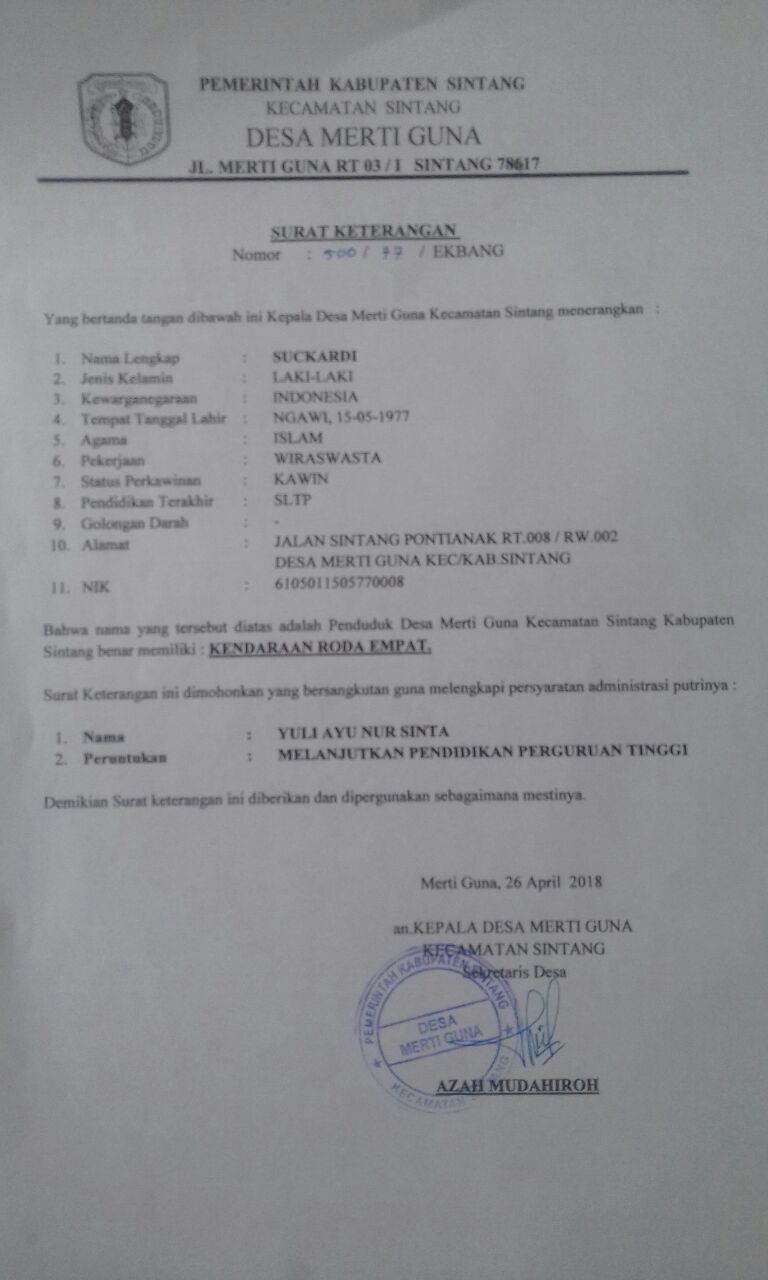 PEMERINTAH KABUPATEN SINTANG
KECAMATAN SINTANG
DESA MERTI GUNA
JL. MERTI GUNA RT 03 / I SINTANG 78617
SURAT KETERANGAN
Nomor : 500 / 77 / EKBANG
Yang bertanda tangan dibawah ini Kepala Desa Merti Guna Kecamatan Sintang menerangkan :
1. Nama Lengkap : SUCKARDI
2. Jenis Kelamin : LAKI-LAKI
3. Kewarganegaraan : INDONESIA
4. Tempat Tanggal Lahir : NGAWI, 15-05-1977
5. Agama : ISLAM
6. Pekerjaan : WIRASWASTA
7. Status Perkawinan : KAWIN
8. Pendidikan Terakhir : SLTP
9. Golongan Darah : -
10. Alamat : JALAN SINTANG PONTIANAK RT.008 / RW.002
DESA MERTI GUNA KEC/KAB.SINTANG
11. NIK : 6105011505770008
Bahwa nama yang tersebut diatas adalah Penduduk Desa Merti Guna Kecamatan Sintang Kabupaten
Sintang benar memiliki : KENDARAAN RODA EMPAT.
Surat Keterangan ini dimohonkan yang bersangkutan guna melengkapi persyaratan administrasi putrinya :
1. Nama : YULI AYU NUR SINTA
2. Peruntukan : MELANJUTKAN PENDIDIKAN PERGURUAN TINGGI
Demikian Surat keterangan ini diberikan dan dipergunakan sebagaimana mestinya.
Merti Guna, 26 April 2018
an.KEPALA DESA MERTI GUNA
KECAMATAN SINTANG
Sekretaris Desa
PEMERINTAH KABUPATEN SINTANG
DESA
MERTI GUNA
KECAMATAN SINTANG
AZAH MUDAHIROH